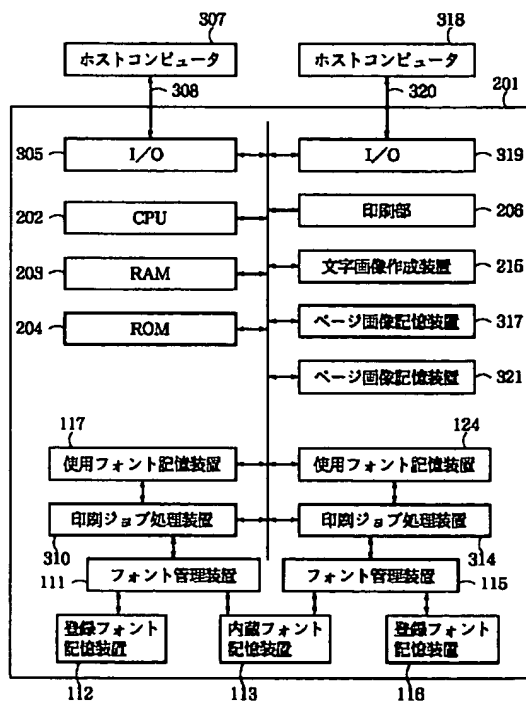 307
318
ホストコンピュータ
ホストコンピュータ
308
320
201
305
I/O
I/O
319
202
CPU
印刷部
206
203
RAM
文字画像作成装置
216
204
ROM
ページ画像記憶装置
317
ページ画像記憶装置
321
117
124
使用フォント記憶装置
使用フォント記憶装置
印刷ジョブ処理装置
印刷ジョブ処理装置
310
314
111
フォント管理装置
フォント管理装置
115
登録フォント
記憶装置
内蔵フォント
記憶装置
登録フォント
記憶装置
112
113
118